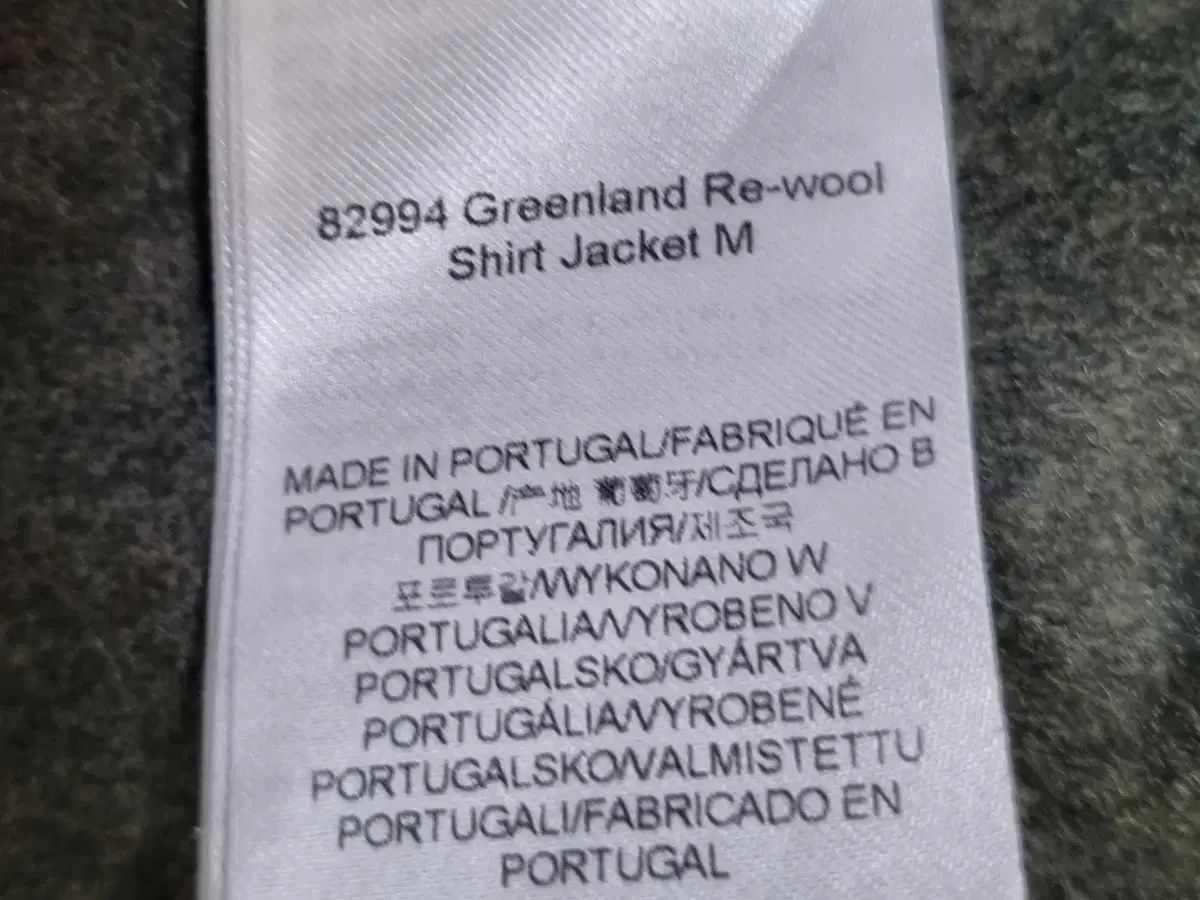 82994 Greenland Re-wool
Shirt Jacket M
MADE IN PORTUGAL/FABRIQUÉ EN
PORTUGAL /产地 葡萄牙/СДЕЛАНО В
ПОРТУГАЛИЯ/제조국
포르투갈/WYKONANO W
PORTUGALIA/VYROBENO V
PORTUGALSKO/GYÁRTVA
PORTUGÁLIA/VYROBENÉ
PORTUGALSKO/VALMISTETTU
PORTUGALI/FABRICADO EN
PORTUGAL